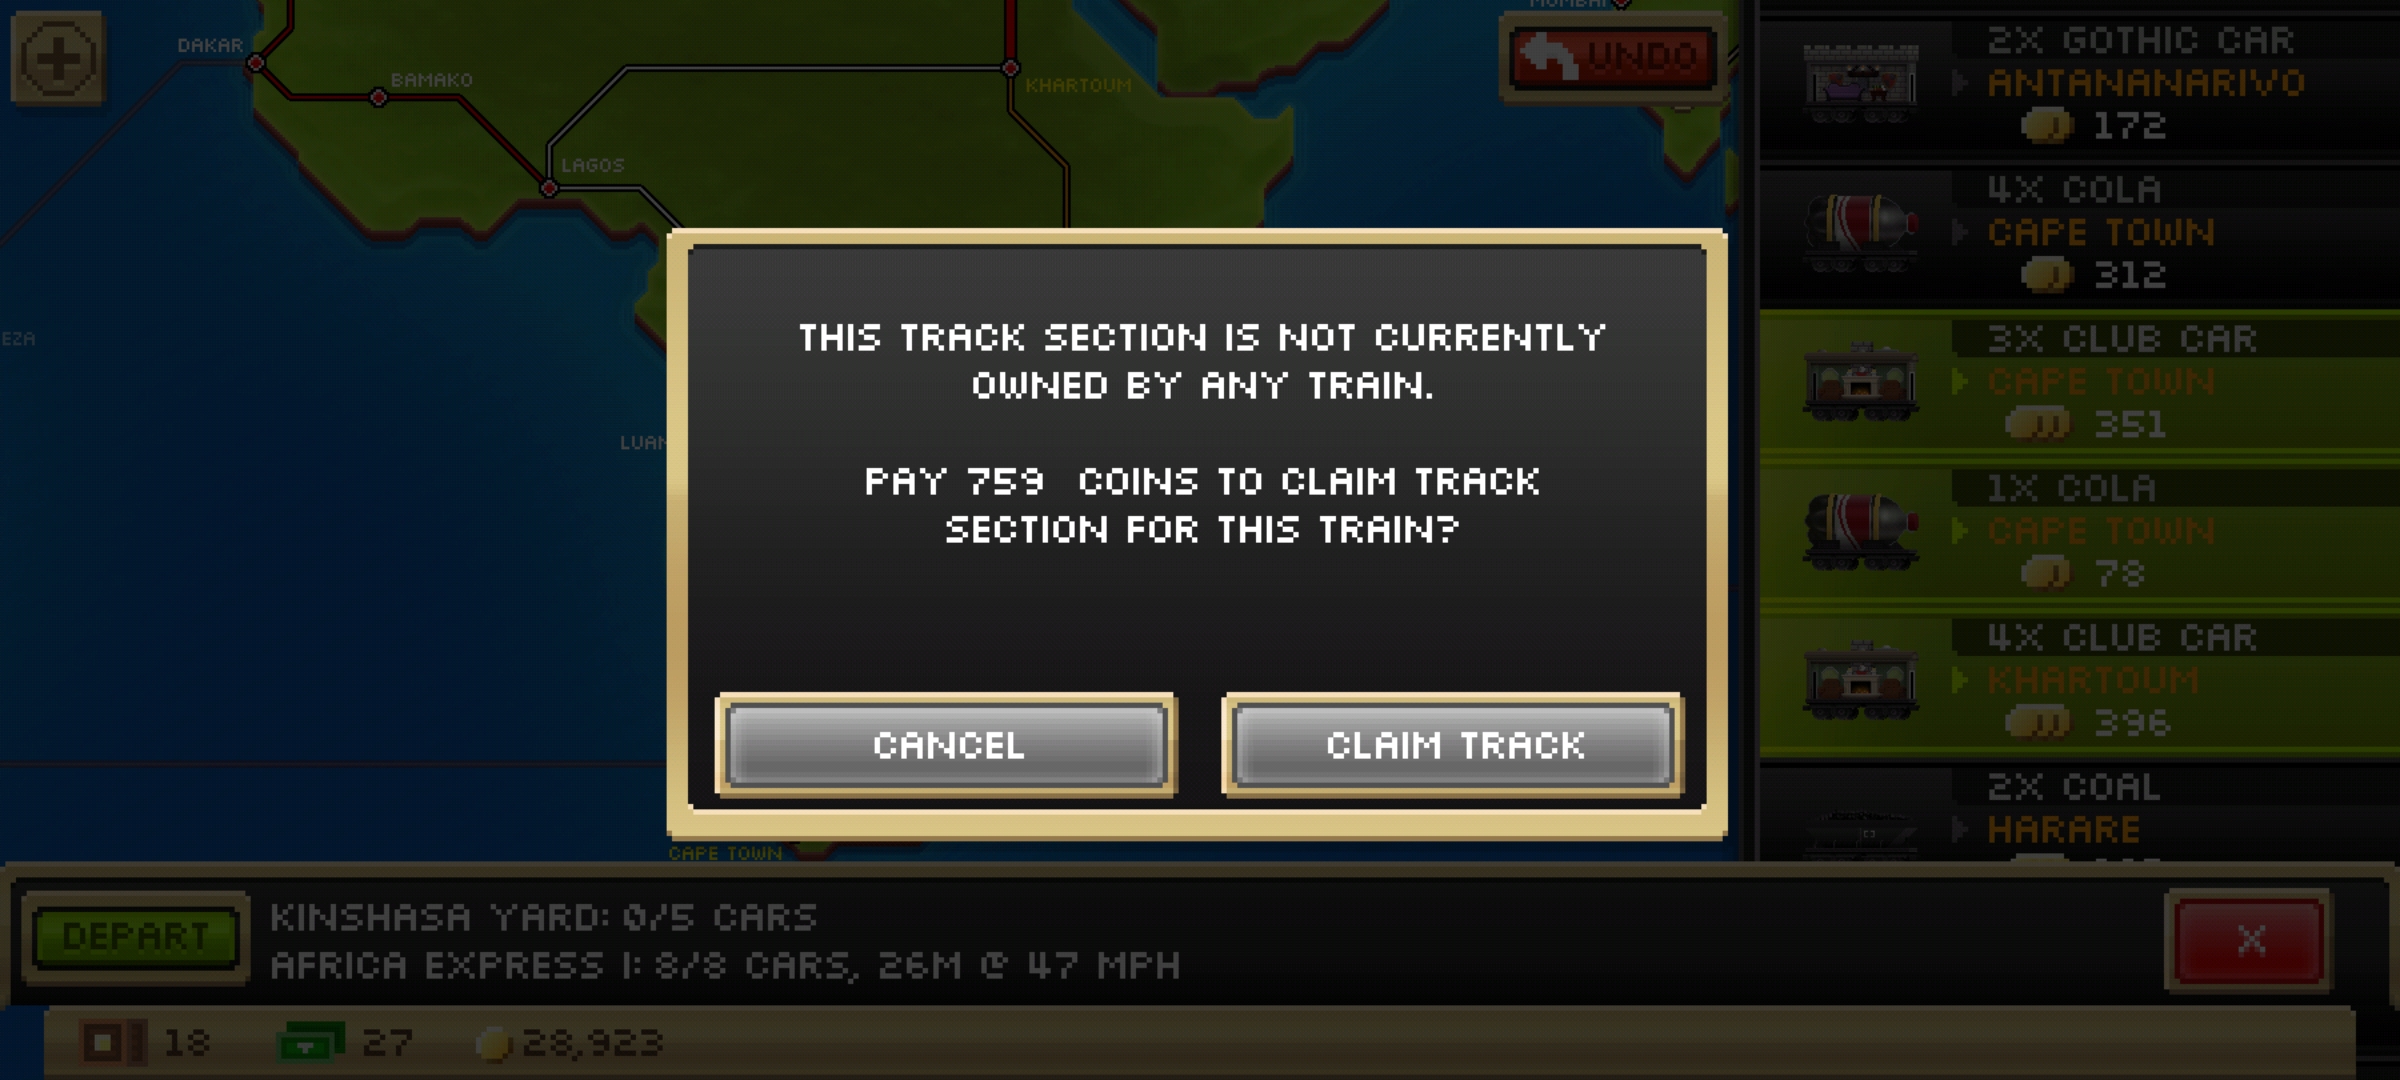 MUMBAI
DAKAR
BAMAKO
KHARTOUM
LAGOS
EZA
LUAN
CAPE TOWN
UNDO
THIS TRACK SECTION IS NOT CURRENTLY
OWNED BY ANY TRAIN.
PAY 759 COINS TO CLAIM TRACK
SECTION FOR THIS TRAIN?
CANCEL
CLAIM TRACK
2X GOTHIC CAR
ANTANANARIVO
172
4X COLA
CAPE TOWN
312
3X CLUB CAR
CAPE TOWN
351
1X COLA
CAPE TOWN
78
4X CLUB CAR
KHARTOUM
396
2X COAL
HARARE
DEPART
KINSHASA YARD: 0/5 CARS
AFRICA EXPRESS I: 8/8 CARS, 26M @ 47 MPH
X
18
27
28,923